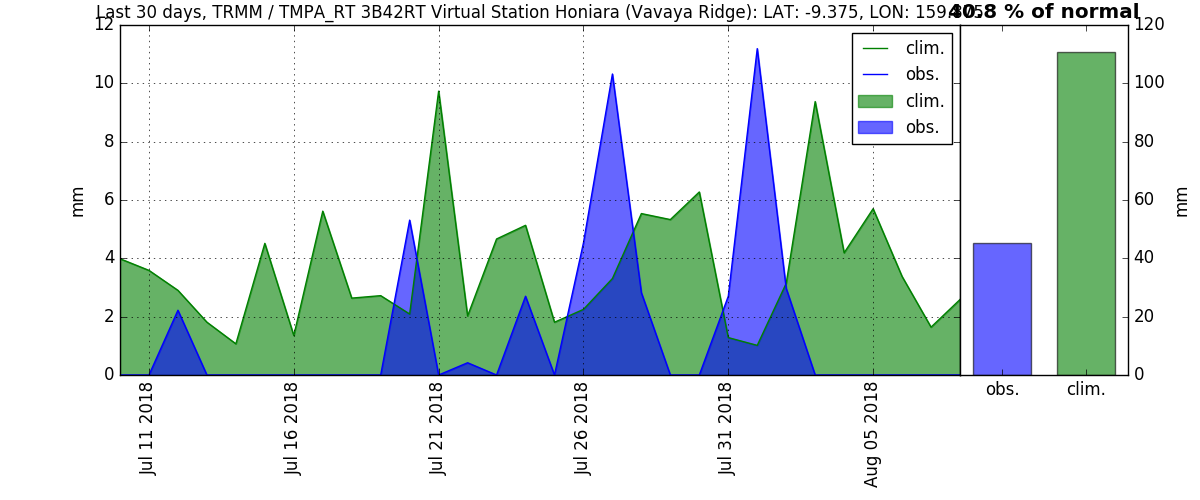 Last 30 days, TRMM / TMPA_RT 3B42RT Virtual Station Honiara (Vavaya Ridge): LAT: -9.375, LON:
40.8 % of normal
12
10
8
6
4
2
0
mm
clim.
obs.
clim.
obs.
Jul 11 2018
Jul 16 2018
Jul 21 2018
Jul 26 2018
Jul 31 2018
Aug 05 2018
120
100
80
60
40
20
0
mm
obs.
clim.